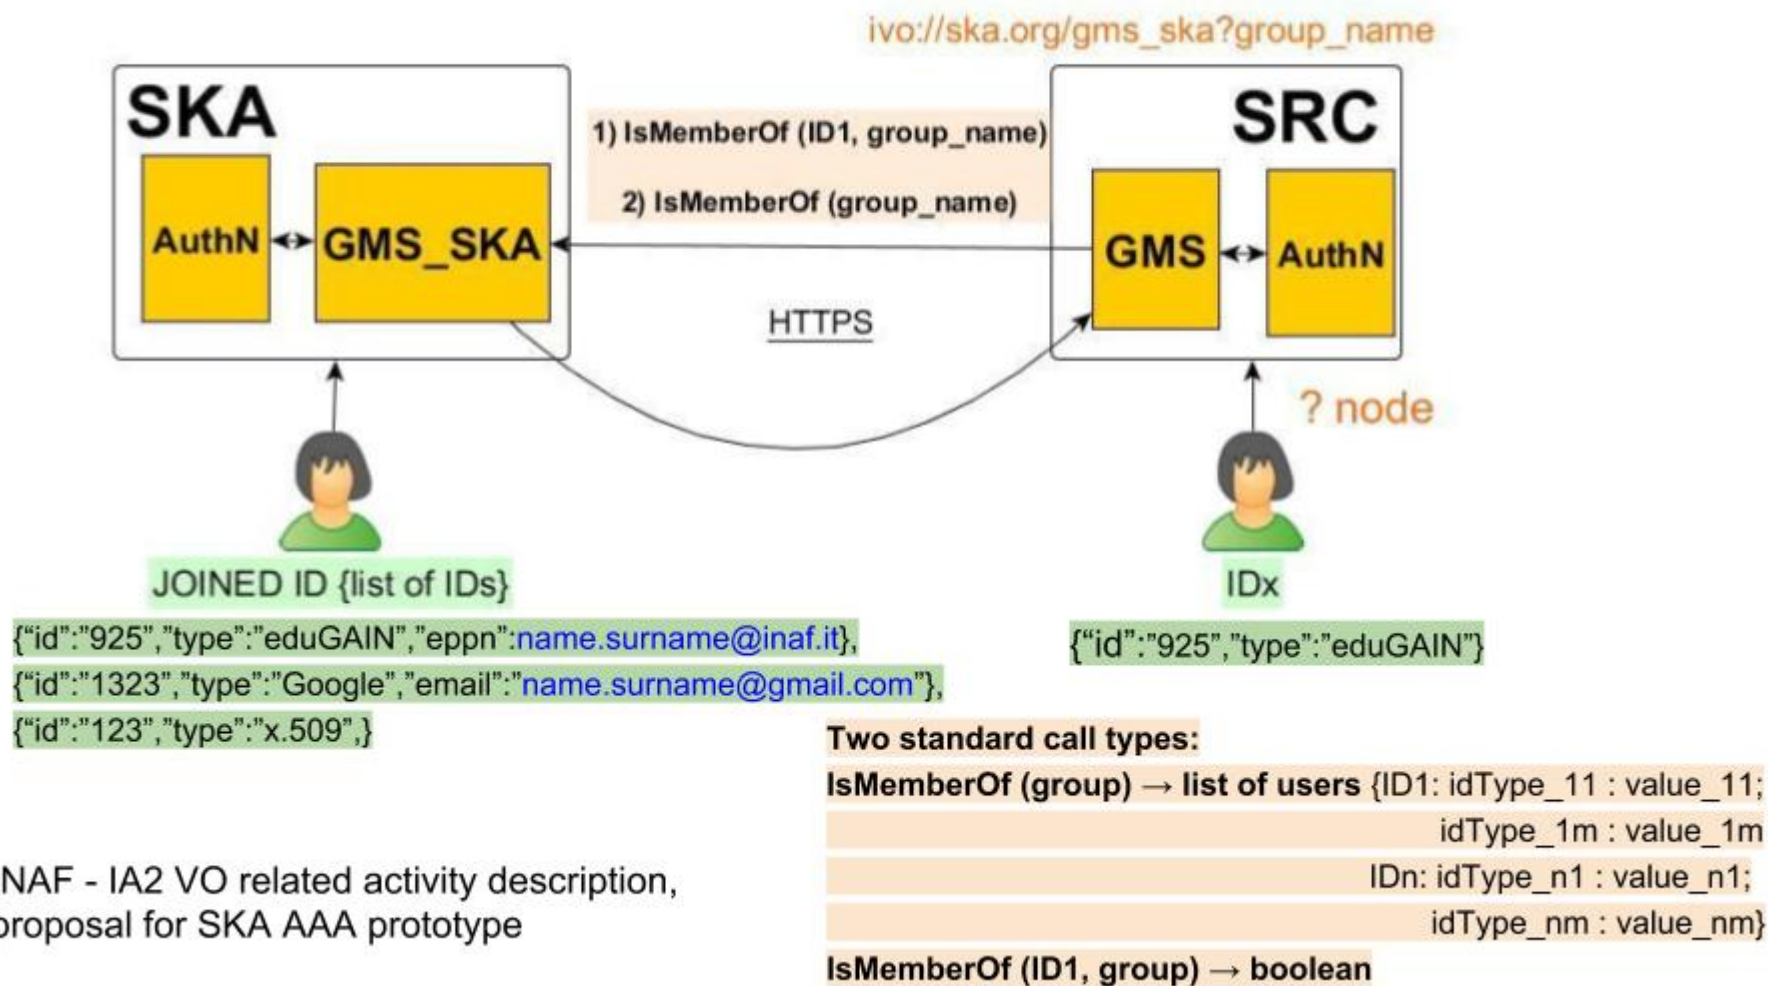 ivo://ska.org/gms_ska?group_name
SKA
SRC
1) IsMemberOf (ID1, group_name)
2) IsMemberOf (group_name)
AuthN
GMS_SKA
GMS
AuthN
HTTPS
? node
JOINED ID {list of IDs}
IDx
{“id”:”925”,”type”:”eduGAIN”,”eppn”:name.surname@inaf.it},
{“id”:”1323”,”type”:”Google”,”email”:”name.surname@gmail.com”},
{“id”:”123”,”type”:”x.509”,}
{“id”:”925”,”type”:”eduGAIN”}
Two standard call types:
IsMemberOf (group) → list of users {ID1: idType_11 : value_11;
idType_1m : value_1m
IDn: idType_n1 : value_n1;
idType_nm : value_nm}
IsMemberOf (ID1, group) → boolean
NAF - IA2 VO related activity description,
proposal for SKA AAA prototype